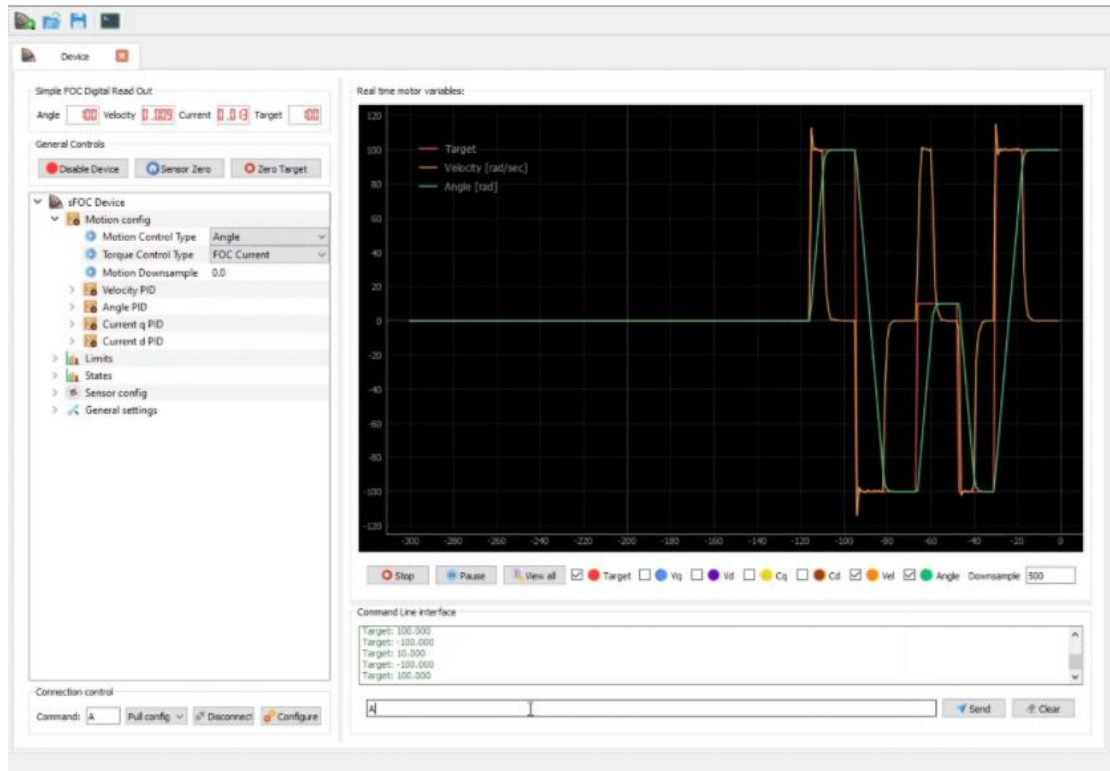 Device
Simple FOC Digital Read Out
Angle 100 Velocity 0.009 Current 0.013 Target 100
General Controls
Disable Device Sensor Zero Zero Target
sFOC Device
Motion config
Motion Control Type Angle
Torque Control Type FOC Current
Motion Downsample 0.0
Velocity PID
Angle PID
Current q PID
Current d PID
Limits
States
Sensor config
General settings
Connection control
Command: A Pull config Disconnect Configure
Real time motor variables:
120
100
80
60
40
20
0
-20
-40
-60
-80
-100
-120
Target
Velocity [rad/sec]
Angle [rad]
-300 -280 -260 -240 -220 -200 -180 -160 -140 -120 -100 -80 -60 -40 -20 0
Stop Pause View all Target Vq Vd Cq Cd Vel Angle Downsample 500
Command Line interface
Target: 100.000
Target: -100.000
Target: 10.000
Target: -100.000
Target: 100.000
A
Send Clear